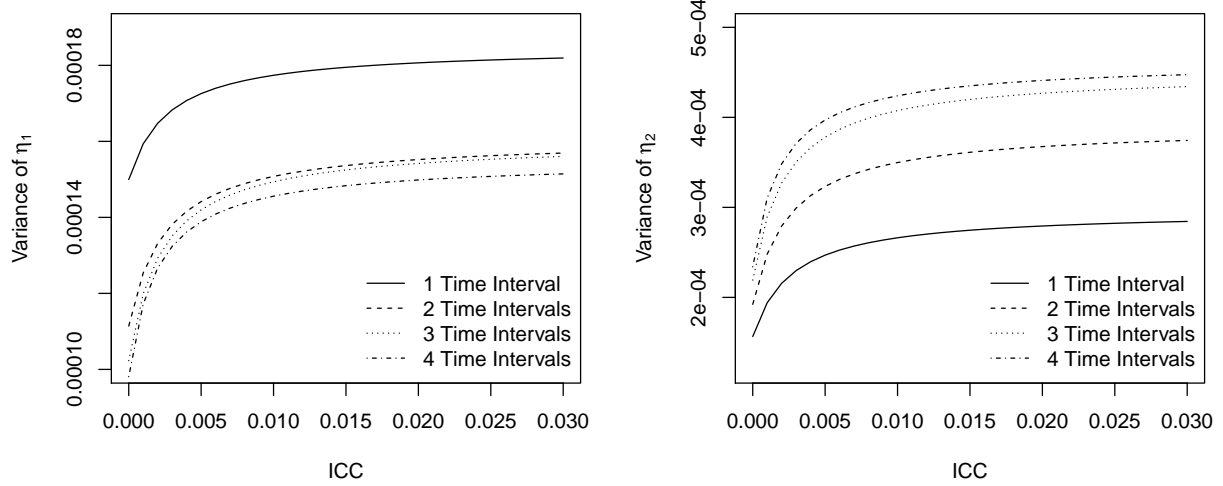 0.00010
0.00014
0.00018
Variance of η1
1 Time Interval
2 Time Intervals
3 Time Intervals
4 Time Intervals
0.000 0.005 0.010 0.015 0.020 0.025 0.030
ICC
2e−04
3e−04
4e−04
5e−04
Variance of η2
1 Time Interval
2 Time Intervals
3 Time Intervals
4 Time Intervals
0.000 0.005 0.010 0.015 0.020 0.025 0.030
ICC